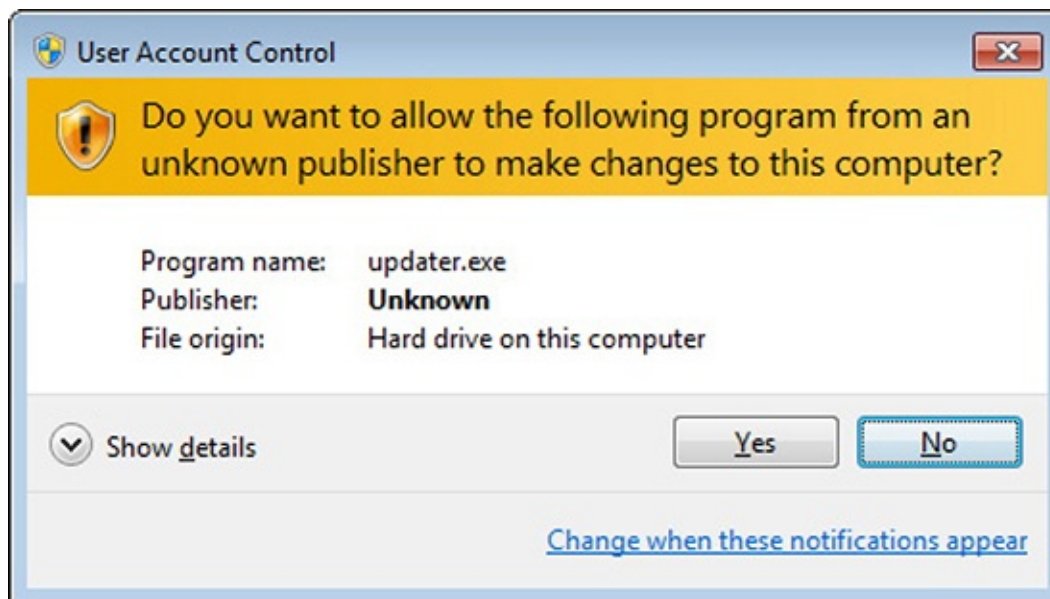 User Account Control
Do you want to allow the following program from an
unknown publisher to make changes to this computer?
Program name: updater.exe
Publisher: Unknown
File origin: Hard drive on this computer
Show details
Yes No
Change when these notifications appear